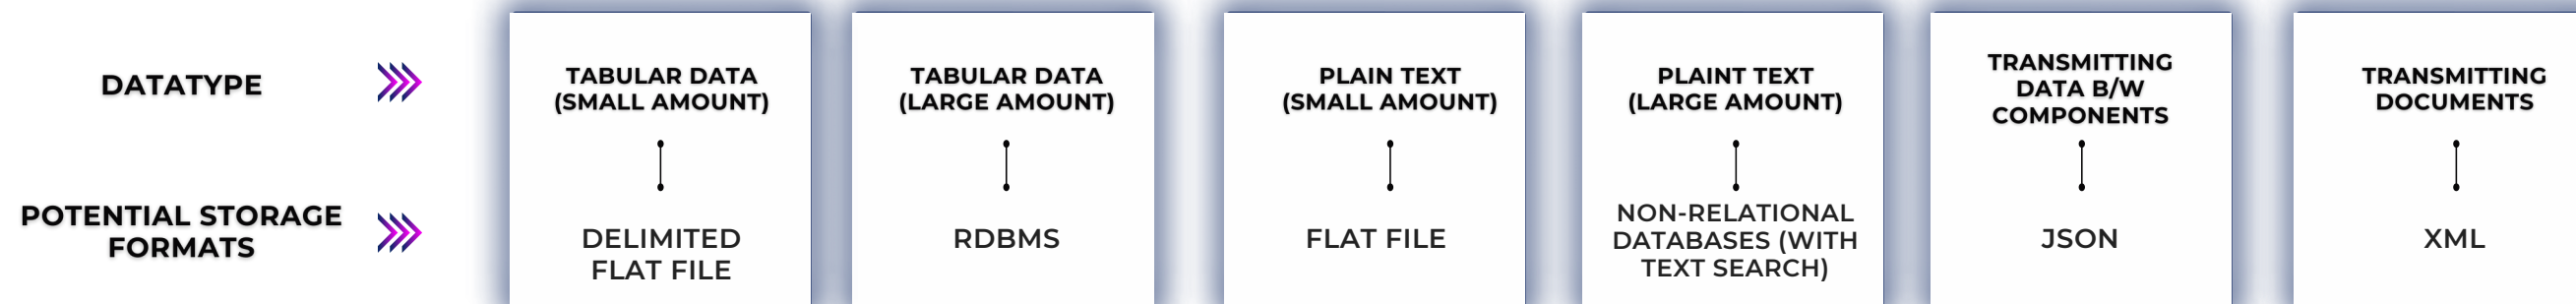 DATATYPE
TABULAR DATA
(SMALL AMOUNT)
TABULAR DATA
(LARGE AMOUNT)
PLAIN TEXT
(SMALL AMOUNT)
PLAINT TEXT
(LARGE AMOUNT)
TRANSMITTING
DATA B/W
COMPONENTS
TRANSMITTING
DOCUMENTS
POTENTIAL STORAGE
FORMATS
DELIMITED
FLAT FILE
RDBMS
FLAT FILE
NON-RELATIONAL
DATABASES (WITH
TEXT SEARCH)
JSON
XML